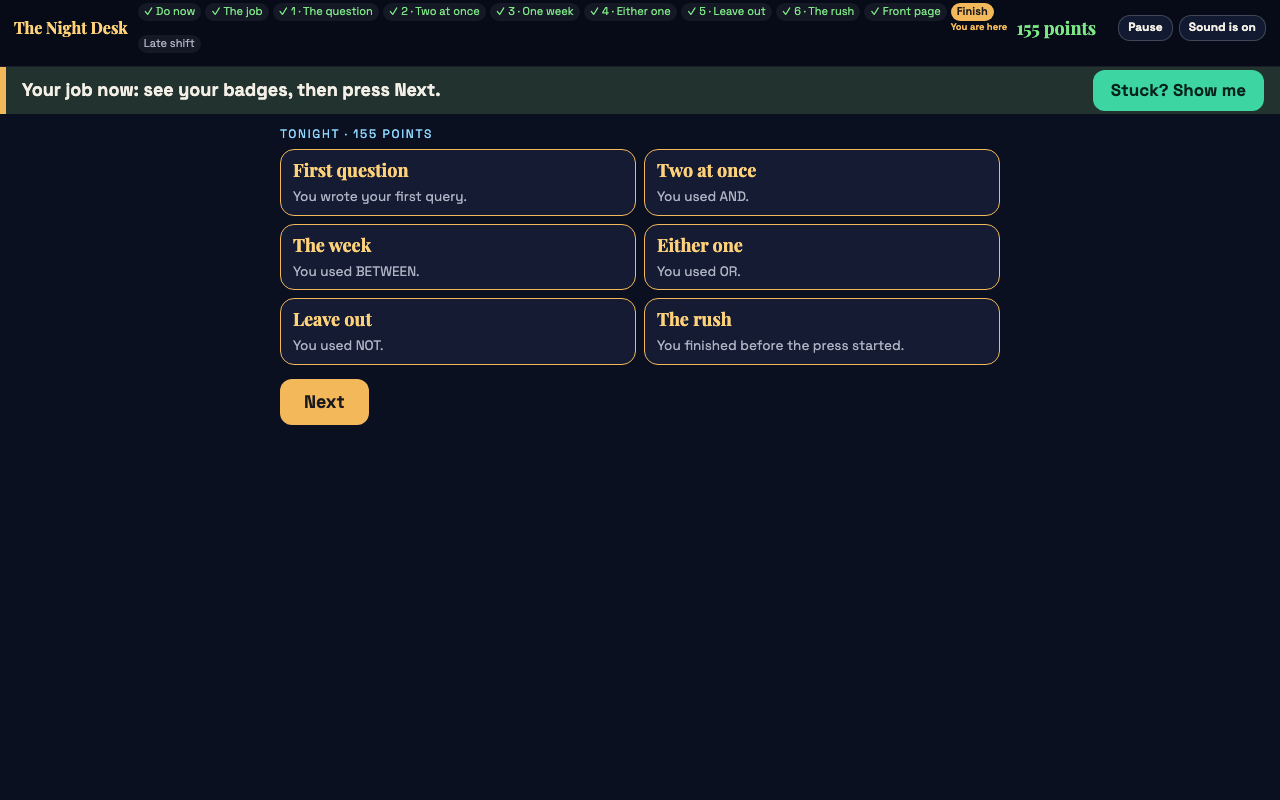 The Night Desk
✓ Do now
✓ The job
✓ 1 · The question
✓ 2 · Two at once
✓ 3 · One week
✓ 4 · Either one
✓ 5 · Leave out
✓ 6 · The rush
✓ Front page
Finish
You are here
Late shift
155 points
Pause
Sound is on
Your job now: see your badges, then press Next.
Stuck? Show me
TONIGHT · 155 POINTS
First question
You wrote your first query.
Two at once
You used AND.
The week
You used BETWEEN.
Either one
You used OR.
Leave out
You used NOT.
The rush
You finished before the press started.
Next